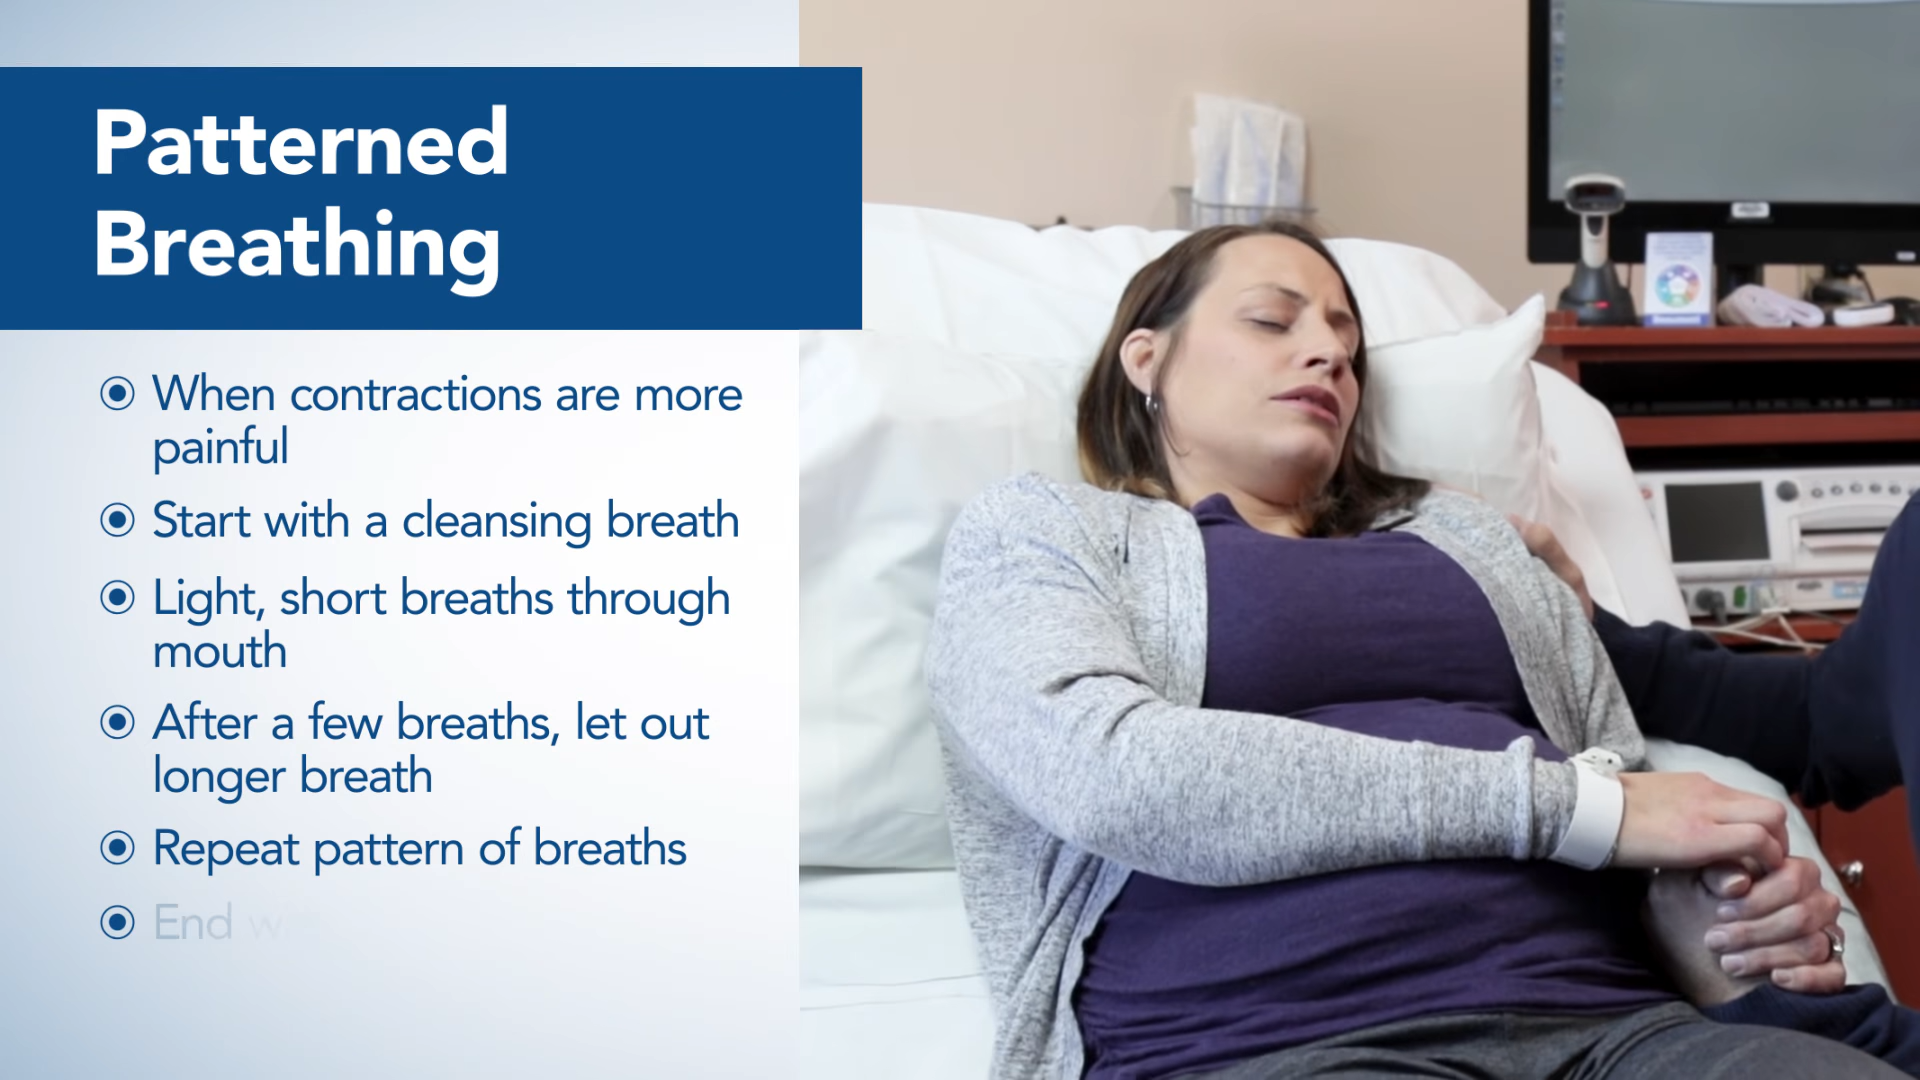 Patterned
Breathing
When contractions are more
painful
Start with a cleansing breath
Light, short breaths through
mouth
After a few breaths, let out
longer breath
Repeat pattern of breaths
End